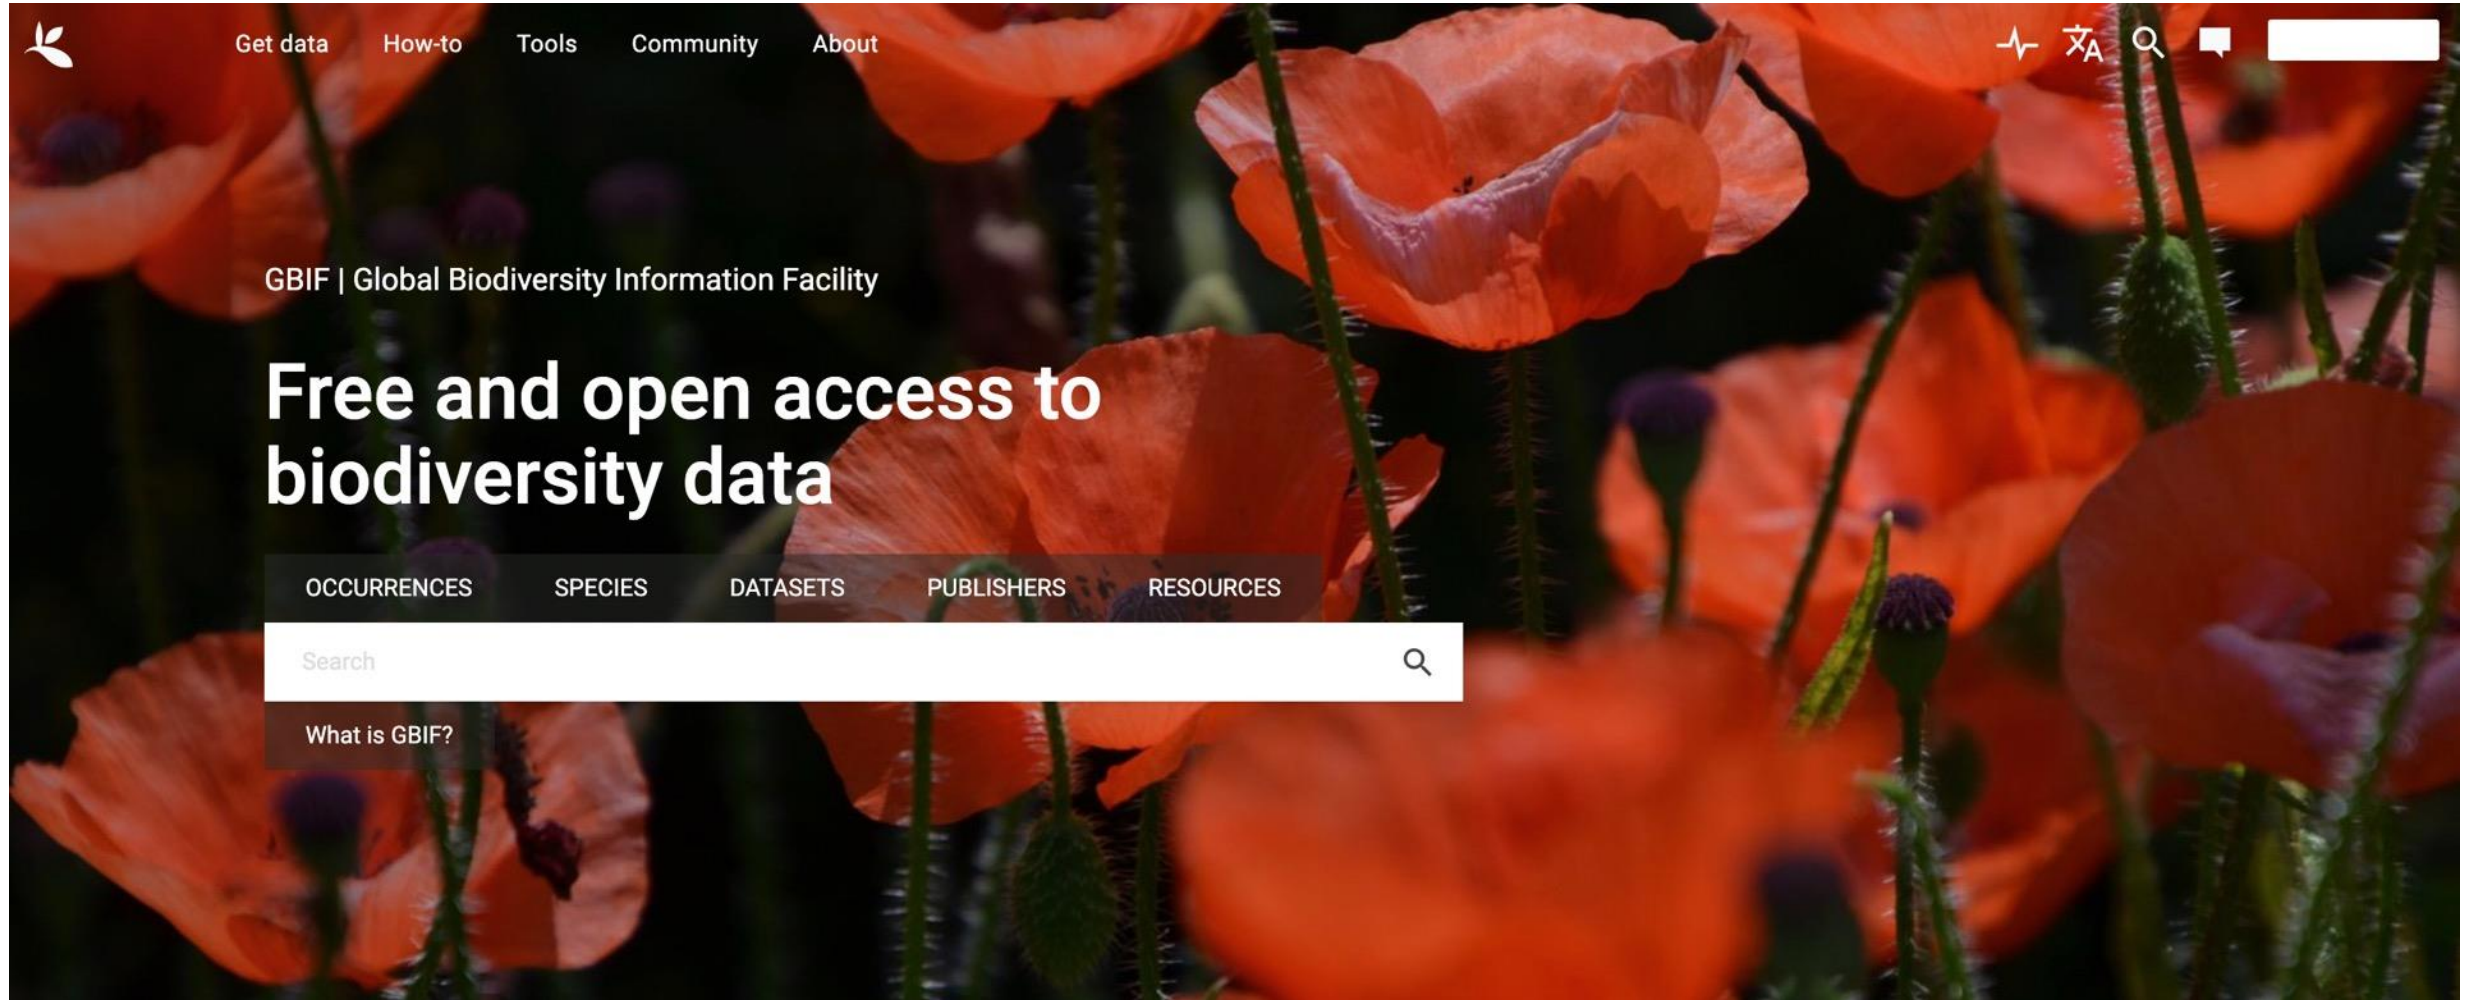 Get data How-to Tools Community About
GBIF | Global Biodiversity Information Facility
Free and open access to
biodiversity data
OCCURRENCES SPECIES DATASETS PUBLISHERS RESOURCES
Search
What is GBIF?